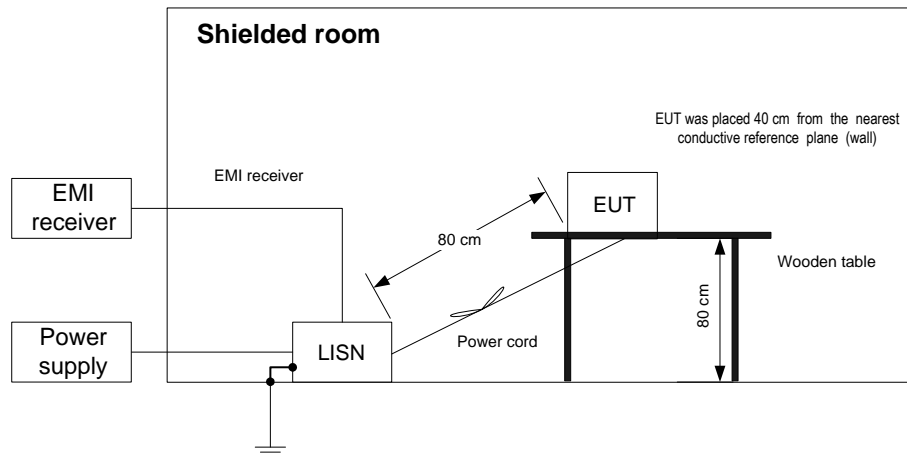 Shielded room
EUT was placed 40 cm from the nearest
conductive reference plane (wall)
EMI receiver
EMI
receiver
EUT
80 cm
Wooden table
80 cm
Power
supply
LISN
Power cord